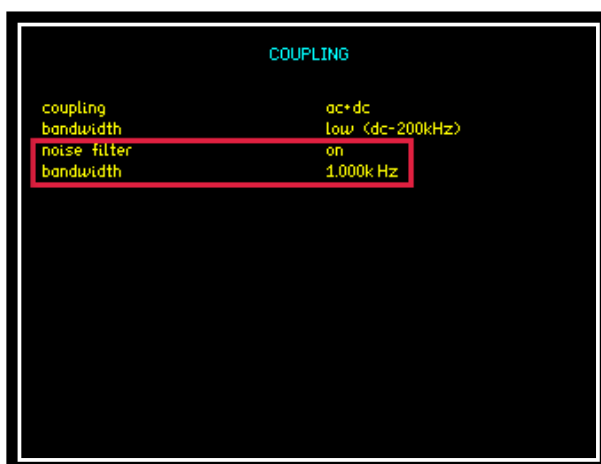 COUPLING
coupling ac+dc
bandwidth low (dc-200kHz)
noise filter on
bandwidth 1.000k Hz